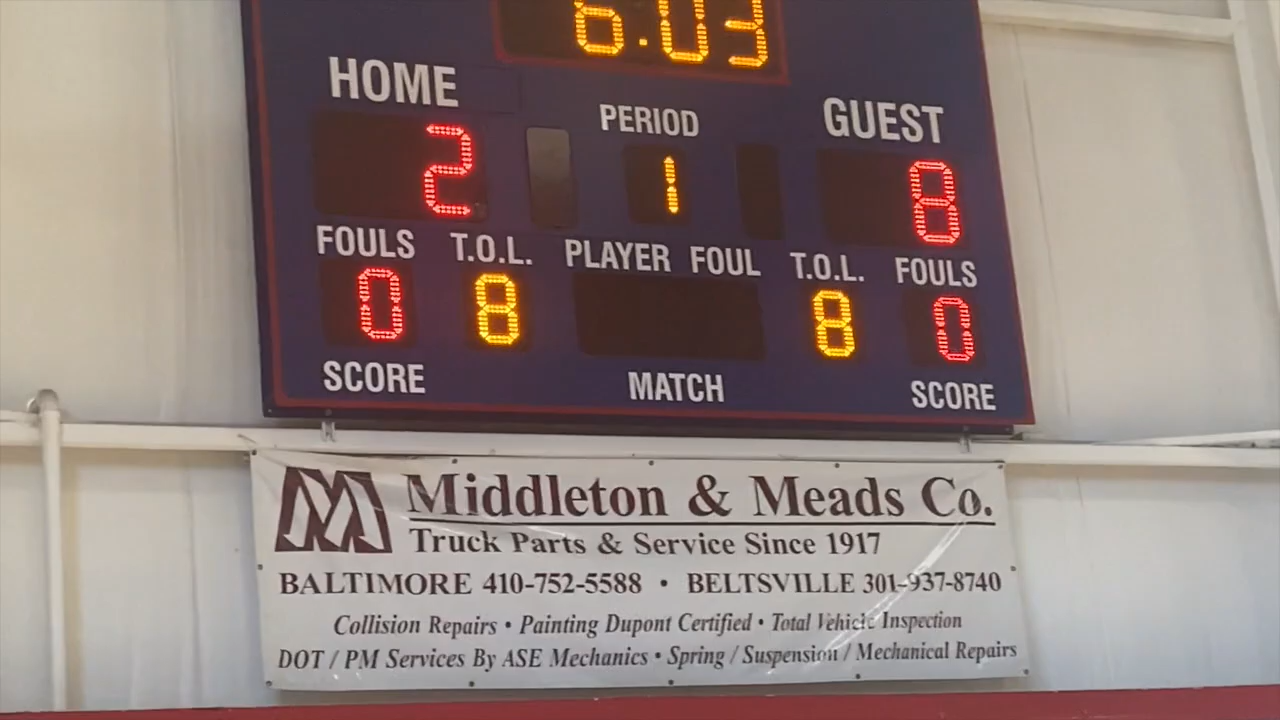 6:03
HOME PERIOD GUEST
2 1 8
FOULS T.O.L. PLAYER FOUL T.O.L. FOULS
0 8 8 0
SCORE MATCH SCORE
M Middleton & Meads Co.
Truck Parts & Service Since 1917
BALTIMORE 410-752-5588 • BELTSVILLE 301-937-8740
Collision Repairs • Painting Dupont Certified • Total Vehicle Inspection
DOT / PM Services By ASE Mechanics • Spring / Suspension / Mechanical Repairs